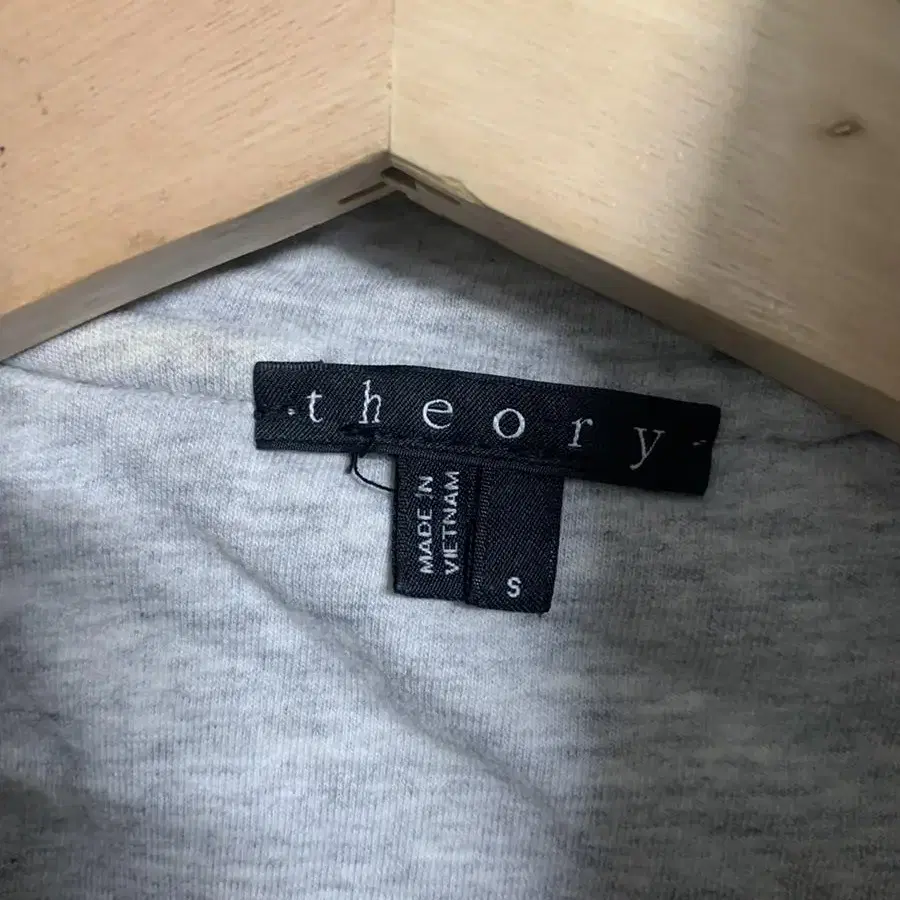 ·theory·
MADE IN
VIETNAM
S